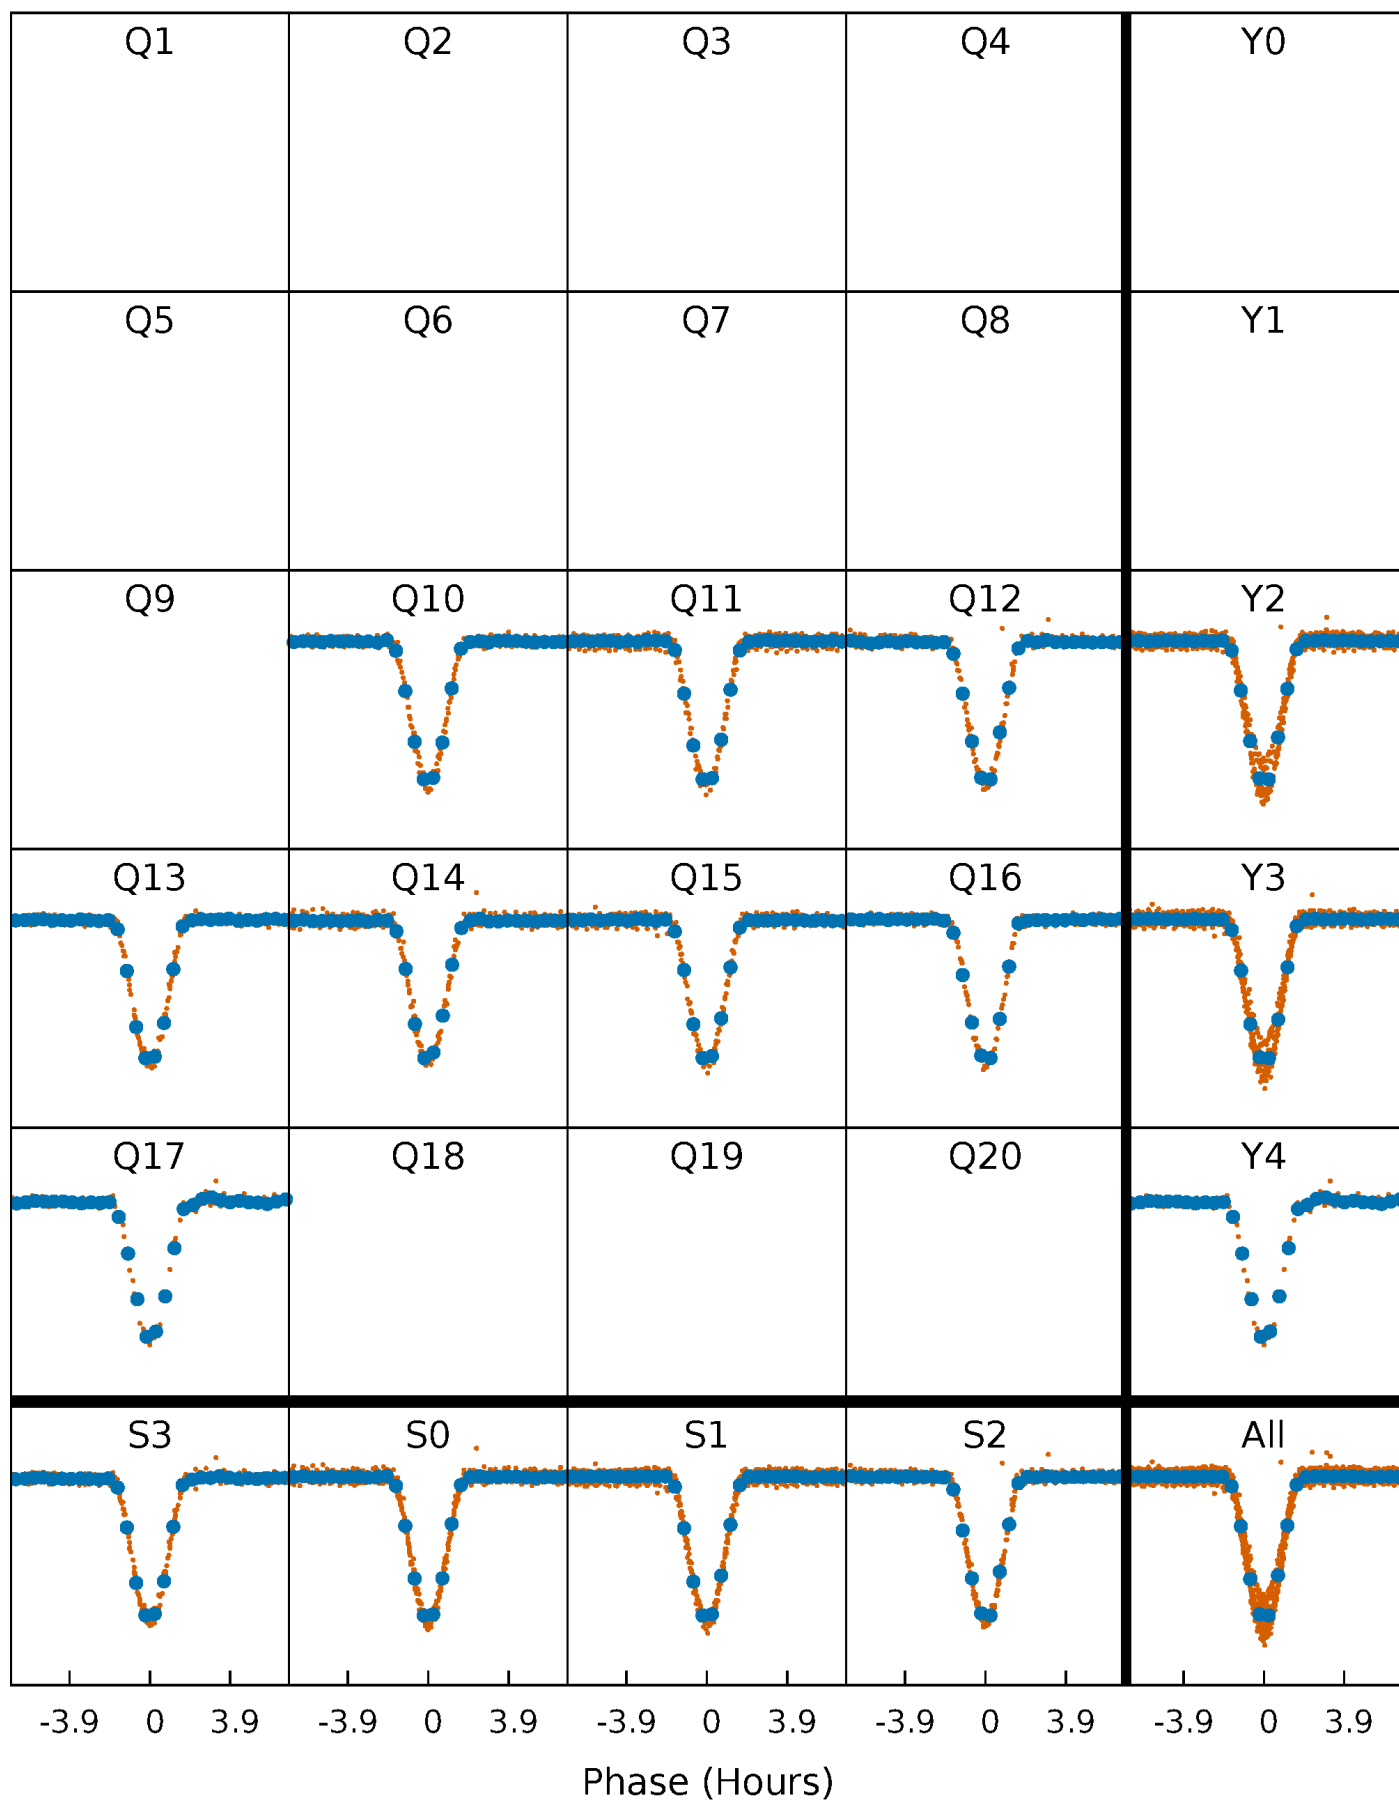 Q1 Q2 Q3 Q4 Y0
Q5 Q6 Q7 Q8 Y1
Q9 Q10 Q11 Q12 Y2
Q13 Q14 Q15 Q16 Y3
Q17 Q18 Q19 Q20 Y4
S3 S0 S1 S2 All
-3.9 0 3.9 -3.9 0 3.9 -3.9 0 3.9 -3.9 0 3.9 -3.9 0 3.9
Phase (Hours)